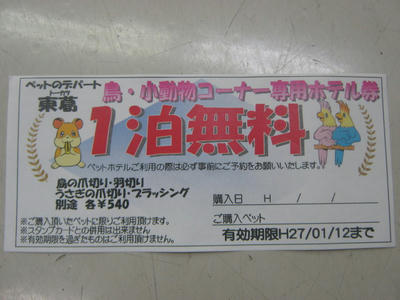 ペットのデパート
トーカツ
東葛
鳥・小動物コーナー専用ホテル券
1泊無料
ペットホテルご利用の際は必ず事前にご予約をお願いいたします。
鳥の爪切り・羽切り
うさぎの爪切り・ブラッシング
別途 各¥540
購入日 H / /
ご購入ペット
※ご購入頂いたペットに限りご利用頂けます。
※スタンプカードとの併用は出来ません。
※有効期限を過ぎたものはご利用頂けません。
有効期限H27/01/12まで